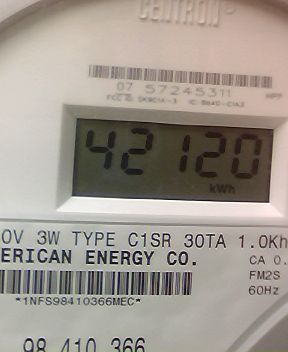 CENTRON
07 57245311
42120
kWh
0V 3W TYPE C1SR 30TA 1.0Kh
ERICAN ENERGY CO.
CA 0.
FM2S
60Hz
*1NFS98410366MEC*
98 410 366